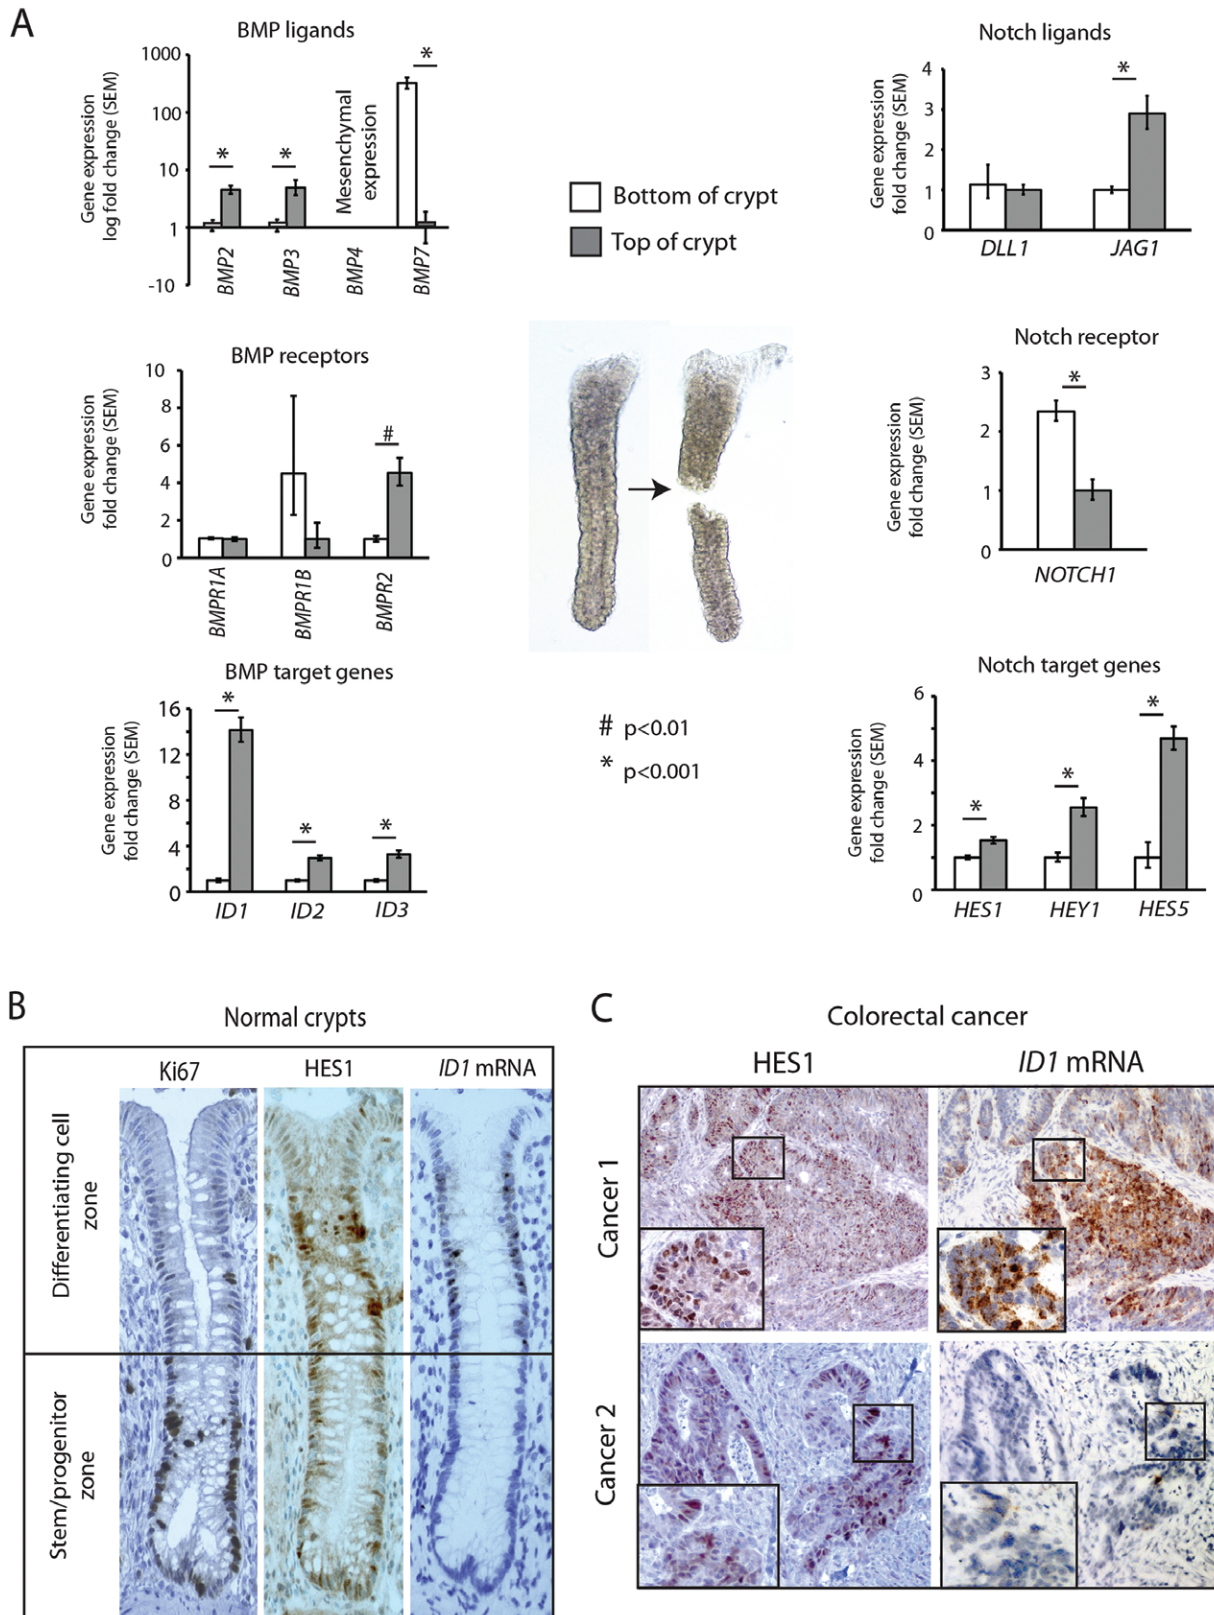 A
BMP ligands
Gene expression
log fold change (SEM)
1000
100
10
1
-10
*
*
Mesenchymal
expression
*
BMP2
BMP3
BMP4
BMP7
Bottom of crypt
Top of crypt
Notch ligands
Gene expression
fold change (SEM)
4
3
2
1
0
*
DLL1
JAG1
BMP receptors
Gene expression
fold change (SEM)
10
8
6
4
2
0
#
BMPR1A
BMPR1B
BMPR2
Notch receptor
Gene expression
fold change (SEM)
3
2
1
0
*
NOTCH1
BMP target genes
Gene expression
fold change (SEM)
16
12
8
4
0
*
*
*
ID1
ID2
ID3
# p<0.01
* p<0.001
Notch target genes
Gene expression
fold change (SEM)
6
4
2
0
*
*
*
HES1
HEY1
HES5
B
Normal crypts
Ki67
HES1
ID1 mRNA
Differentiating cell
zone
Stem/progenitor
zone
C
Colorectal cancer
HES1
ID1 mRNA
Cancer 1
Cancer 2